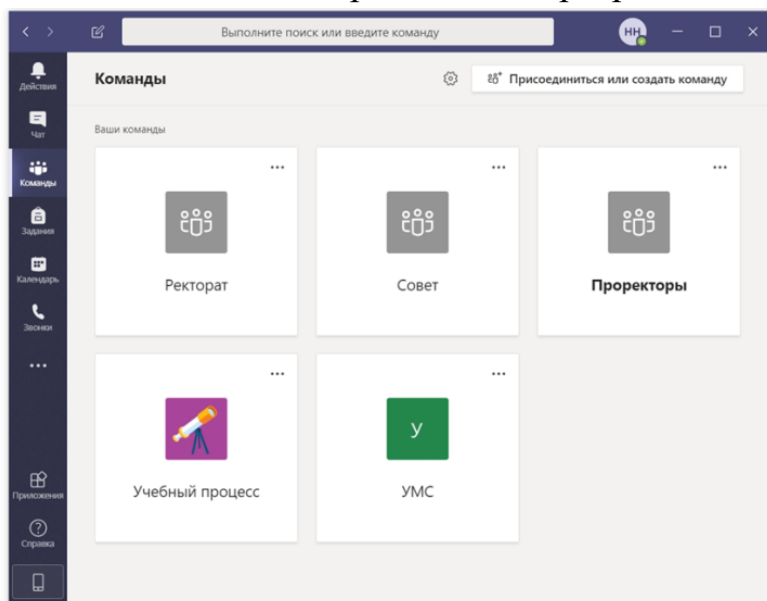 Выполните поиск или введите команду
НН
Действия
Чат
Команды
Задания
Календарь
Звонки
Приложения
Справка
Команды
Присоединиться или создать команду
Ваши команды
Ректорат
Совет
Проректоры
Учебный процесс
У
УМС